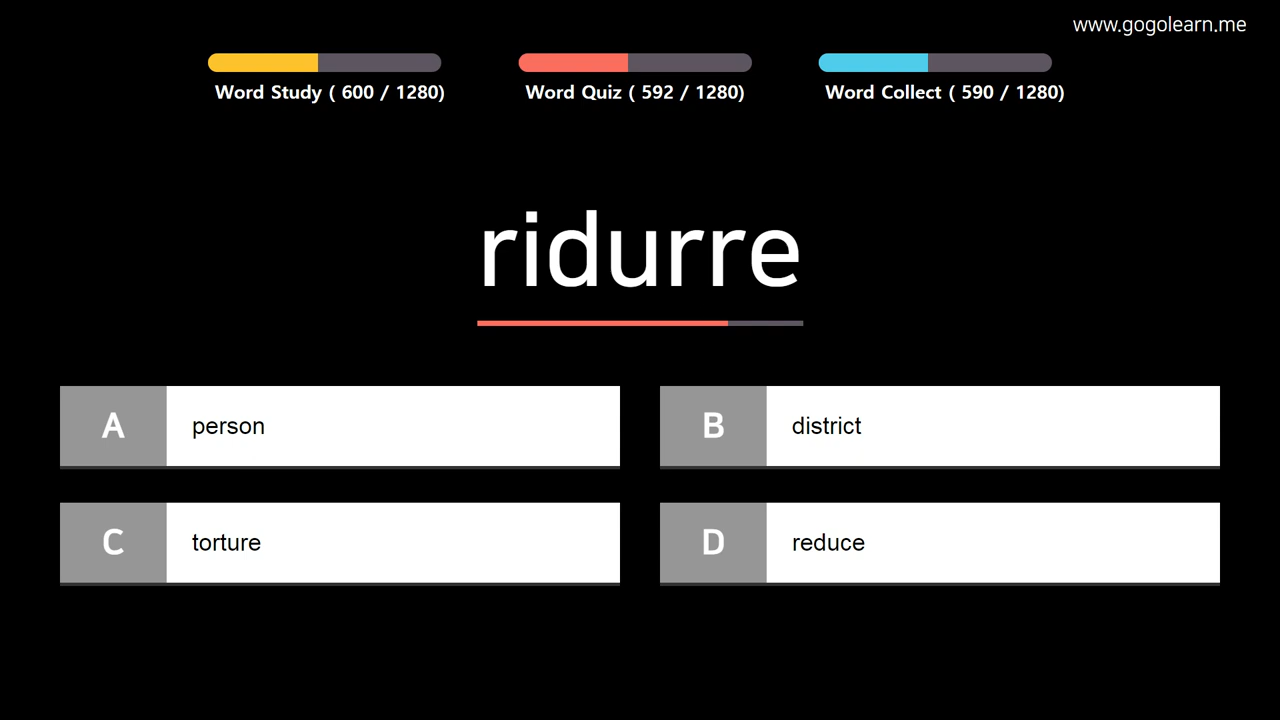 www.gogolearn.me
Word Study ( 600 / 1280)
Word Quiz ( 592 / 1280)
Word Collect ( 590 / 1280)
ridurre
A person
B district
C torture
D reduce